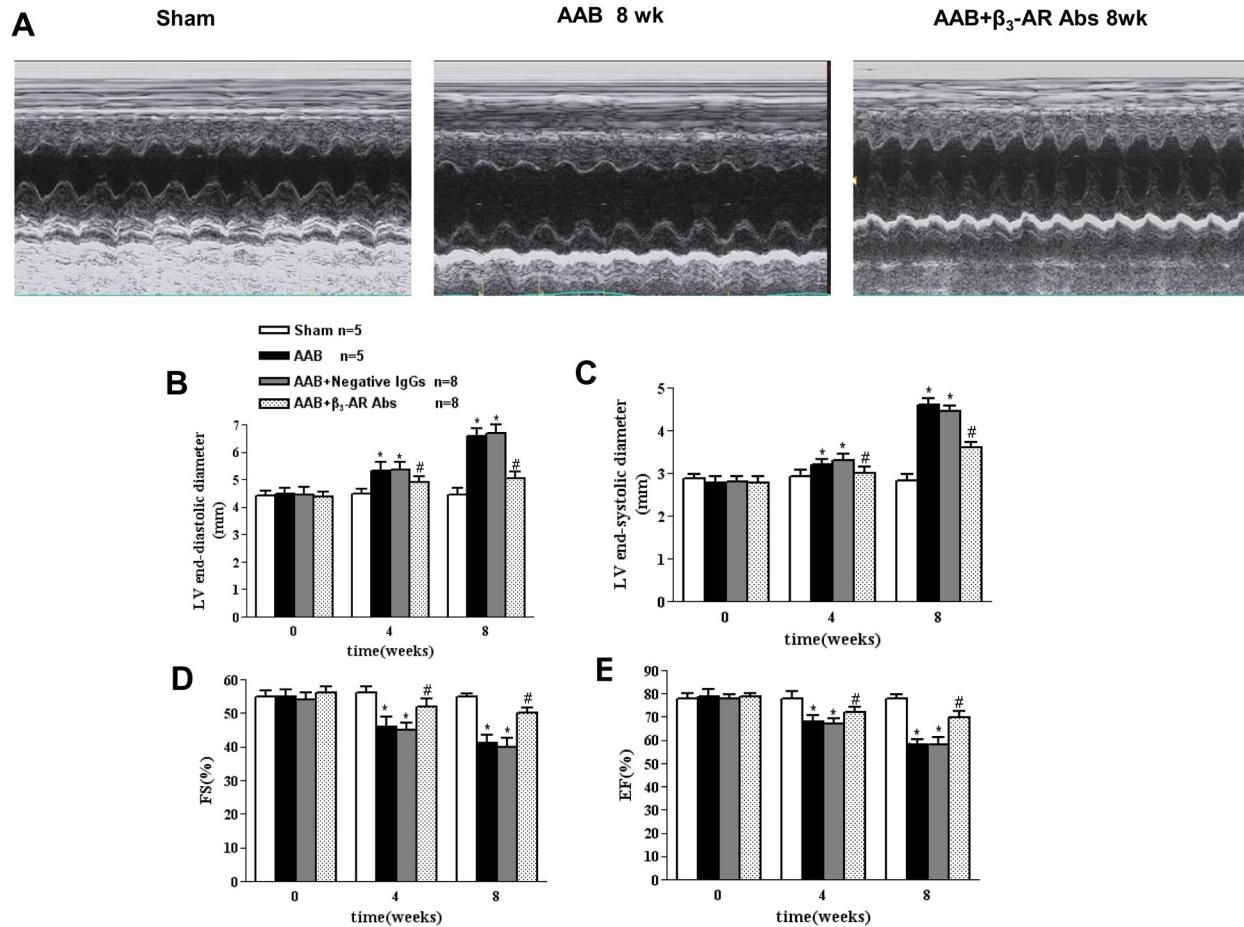 A
Sham
AAB 8 wk
AAB+β₃-AR Abs 8wk
Sham n=5
AAB n=5
AAB+Negative IgGs n=8
AAB+β₃-AR Abs n=8
B
LV end-diastolic diameter
(mm)
7
6
5
4
3
2
1
0
* * #
* * #
0 4 8
time(weeks)
C
LV end-systolic diameter
(mm)
5
4
3
2
1
0
* * #
* * #
0 4 8
time(weeks)
D
FS(%)
60
50
40
30
20
10
0
* * #
* * #
0 4 8
time(weeks)
E
EF(%)
90
80
70
60
50
40
30
20
10
0
* * #
* * #
0 4 8
time(weeks)